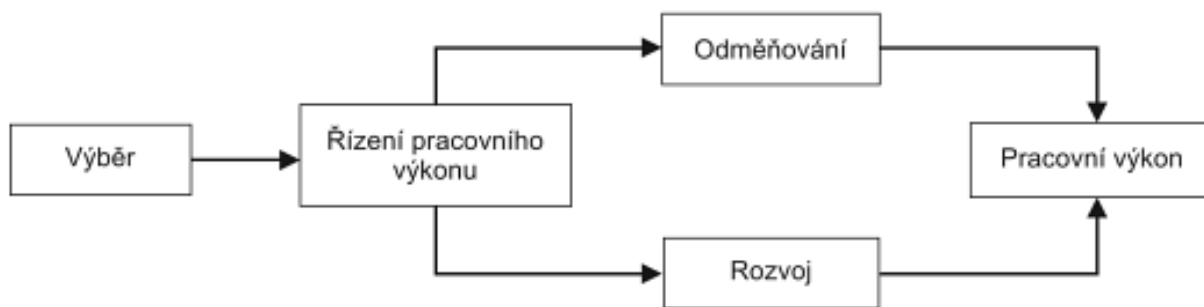 Odměňování
Výběr
Řízení pracovního
výkonu
Pracovní výkon
Rozvoj